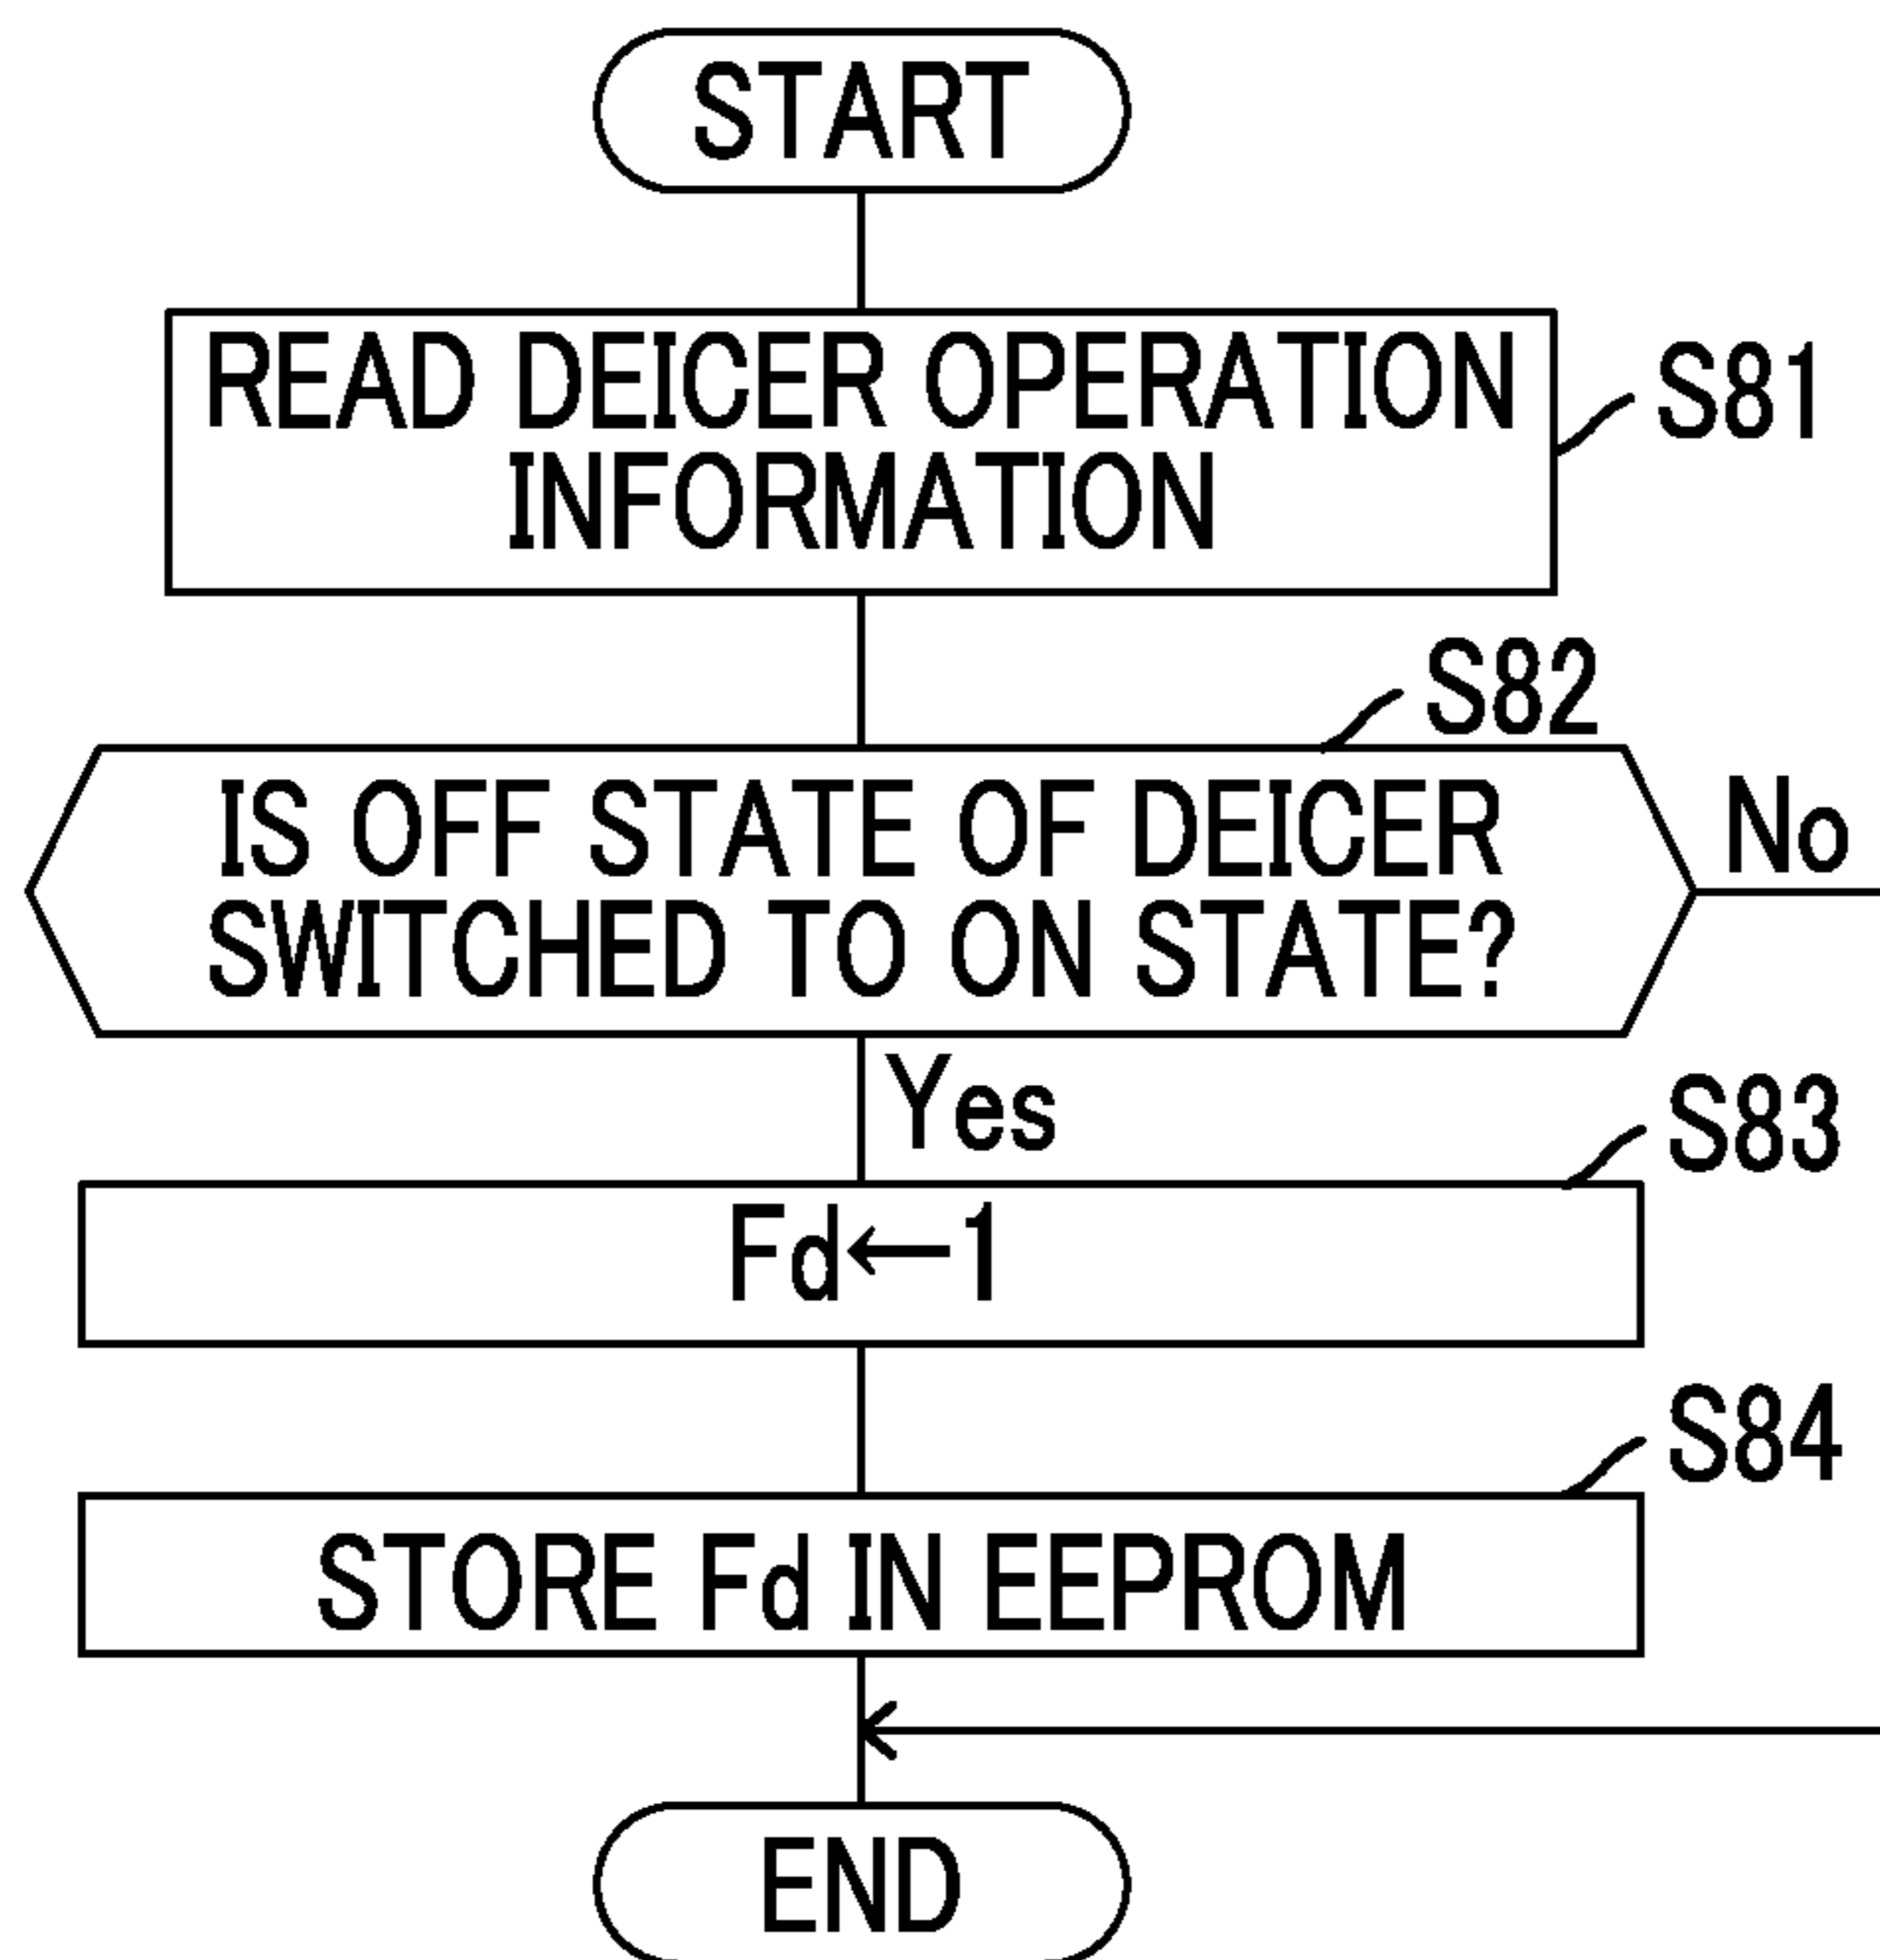 START
READ DEICER OPERATION
INFORMATION
S81
S82
IS OFF STATE OF DEICER
SWITCHED TO ON STATE?
No
Yes
S83
Fd←1
S84
STORE Fd IN EEPROM
END